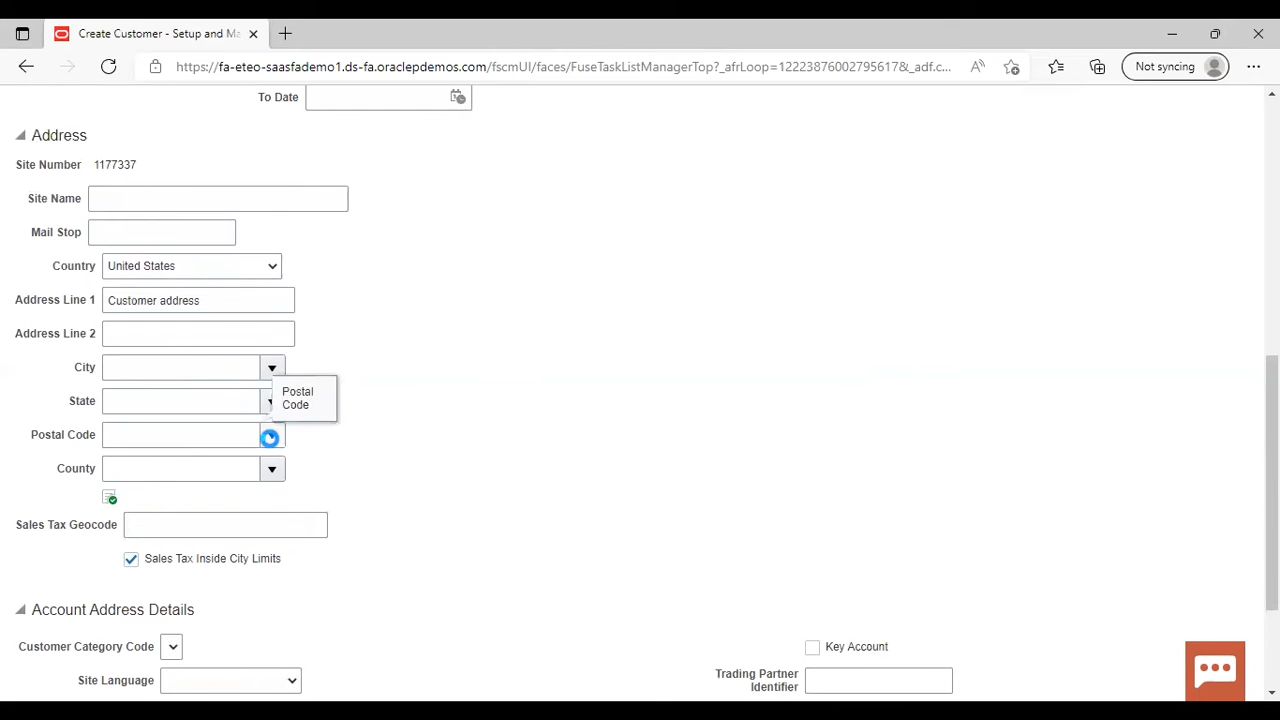 Create Customer - Setup and Ma
https://fa-eteo-saasfademo1.ds-fa.oraclepdemos.com/fscmUI/faces/FuseTaskListManagerTop?_afrLoop=12223876002795617&_adf.c...
Not syncing
To Date
Address
Site Number 1177337
Site Name
Mail Stop
Country United States
Address Line 1 Customer address
Address Line 2
City
Postal
Code
State
Postal Code
County
Sales Tax Geocode
Sales Tax Inside City Limits
Account Address Details
Customer Category Code
Key Account
Site Language
Trading Partner
Identifier